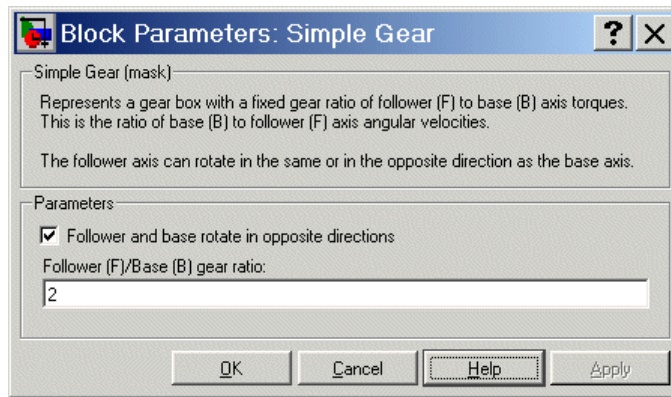 Block Parameters: Simple Gear
Simple Gear (mask)
Represents a gear box with a fixed gear ratio of follower (F) to base (B) axis torques.
This is the ratio of base (B) to follower (F) axis angular velocities.
The follower axis can rotate in the same or in the opposite direction as the base axis.
Parameters
Follower and base rotate in opposite directions
Follower (F)/Base (B) gear ratio:
2
OK Cancel Help Apply